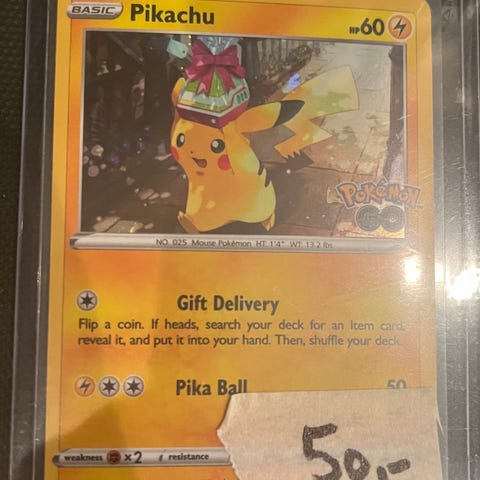 BASIC Pikachu HP60
Pokémon
GO
NO. 025 Mouse Pokémon HT: 1'4" WT: 13.2 lbs
Gift Delivery
Flip a coin. If heads, search your deck for an Item card,
reveal it, and put it into your hand. Then, shuffle your deck.
Pika Ball 50
weakness ×2 resistance
50,-